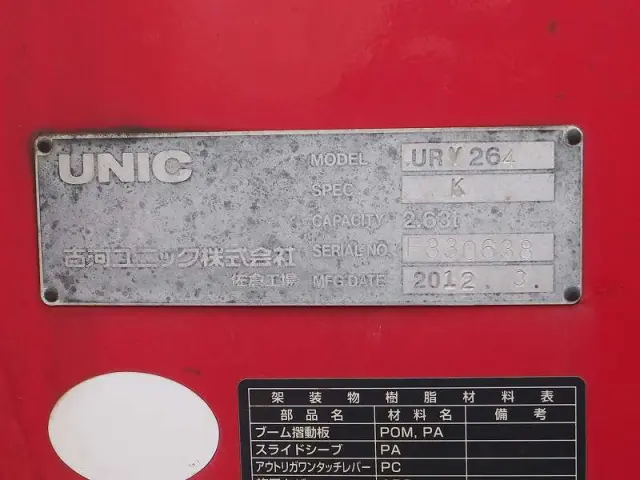 UNIC
MODEL URV264
SPEC. K
CAPACITY 2.63t
SERIAL NO. F330638
古河ユニック株式会社
佐倉工場
MFG DATE 2012. 3.
架装物樹脂材料表
部品名 材料名 備考
ブーム摺動板 POM, PA
スライドシーブ PA
アウトリガワンタッチレバー PC